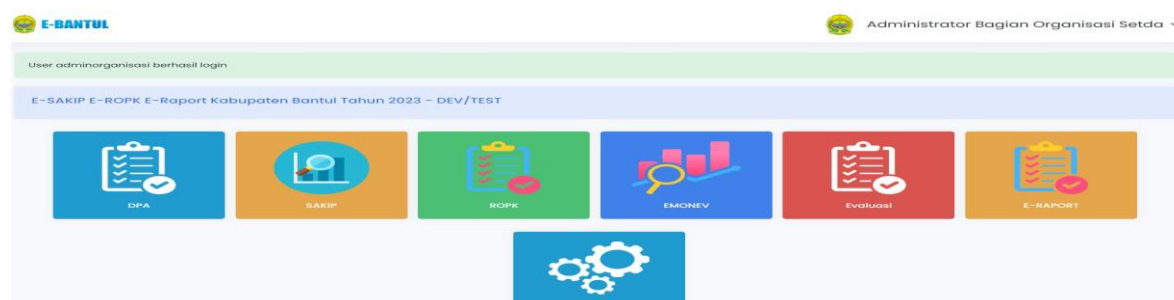 E-BANTUL
Administrator Bagian Organisasi Setda
User adminorganisasi berhasil login
E-SAKIP E-ROPK E-Raport Kabupaten Bantul Tahun 2023 - DEV/TEST
DPA
SAKIP
ROPK
EMONEV
Evaluasi
E-RAPORT